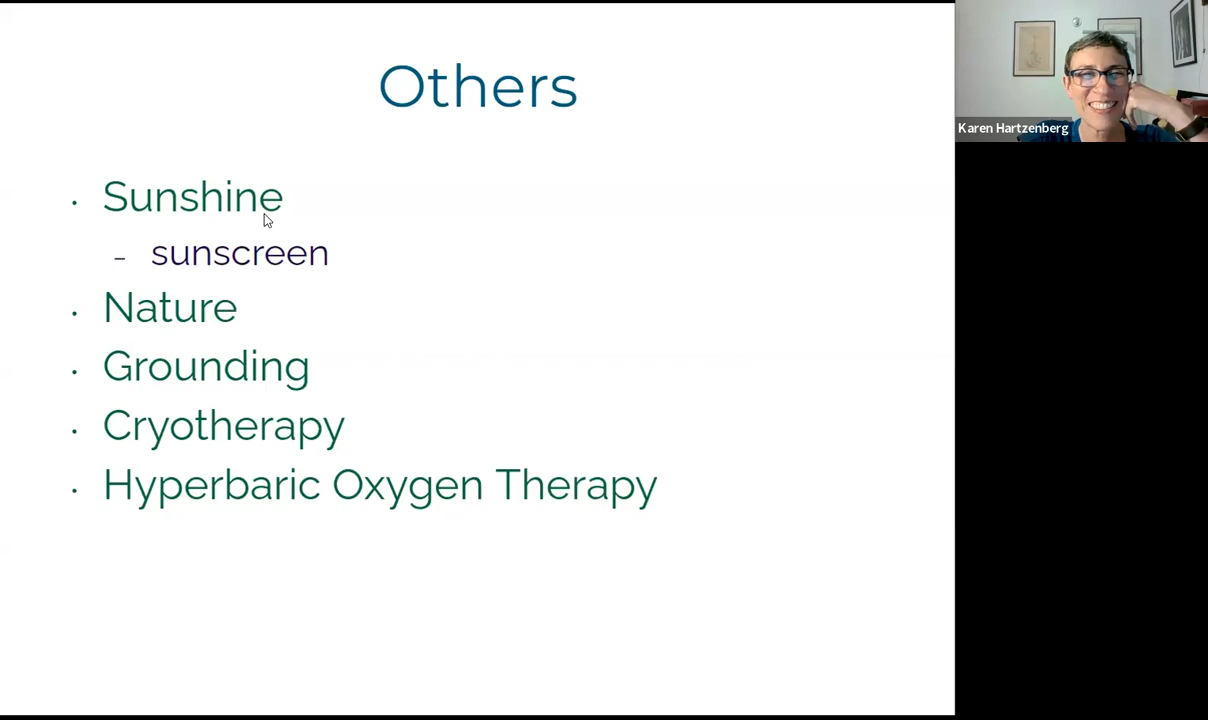 Others
Karen Hartzenberg
• Sunshine
– sunscreen
• Nature
• Grounding
• Cryotherapy
• Hyperbaric Oxygen Therapy